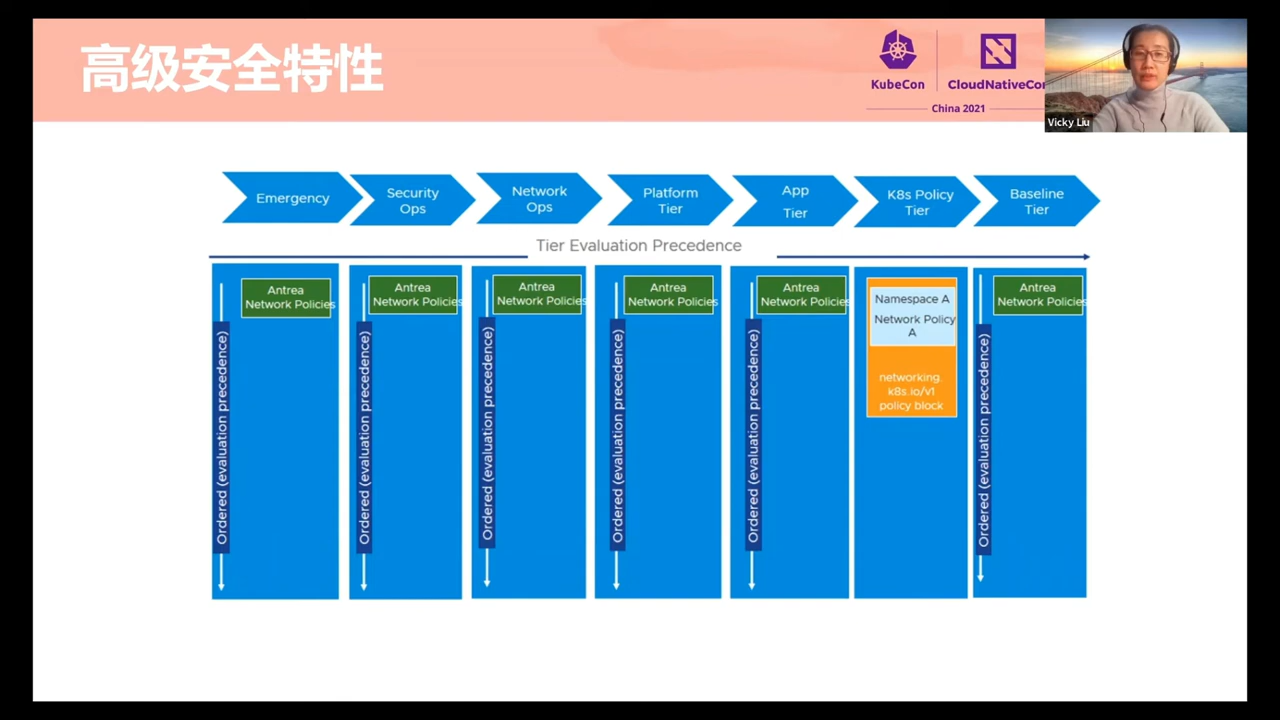 高级安全特性
KubeCon
CloudNativeCon
China 2021
Vicky Liu
Emergency
Security
Ops
Network
Ops
Platform
Tier
App
Tier
K8s Policy
Tier
Baseline
Tier
Tier Evaluation Precedence
Antrea
Network Policies
Ordered (evaluation precedence)
Antrea
Network Policies
Ordered (evaluation precedence)
Antrea
Network Policies
Ordered (evaluation precedence)
Antrea
Network Policies
Ordered (evaluation precedence)
Antrea
Network Policies
Ordered (evaluation precedence)
Namespace A
Network Policy
A
networking.
k8s.io/v1
policy block
Antrea
Network Policies
Ordered (evaluation precedence)